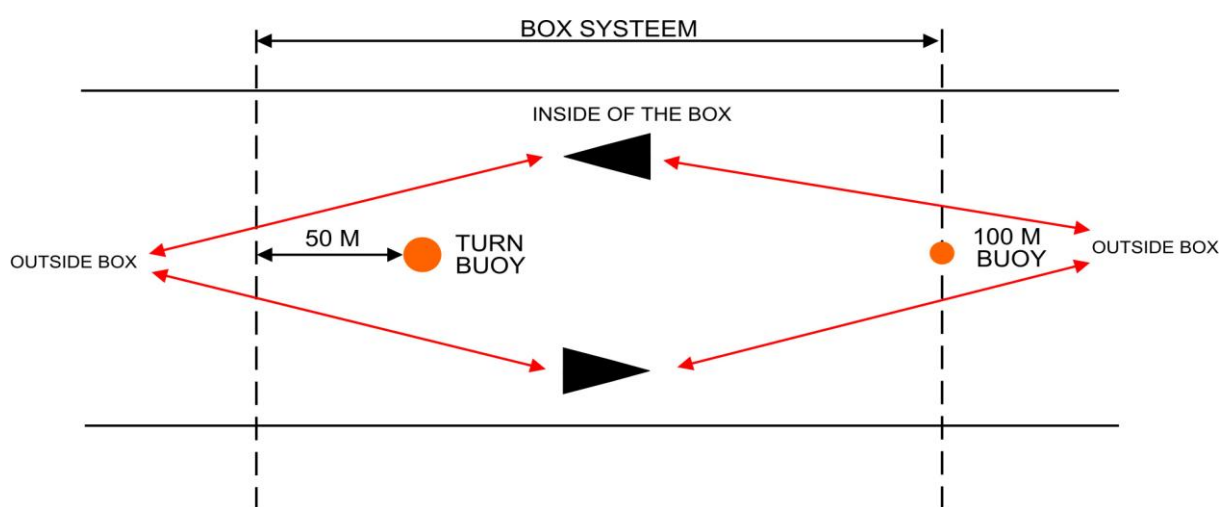 BOX SYSTEEM
INSIDE OF THE BOX
50 M
TURN
BUOY
100 M
BUOY
OUTSIDE BOX
OUTSIDE BOX